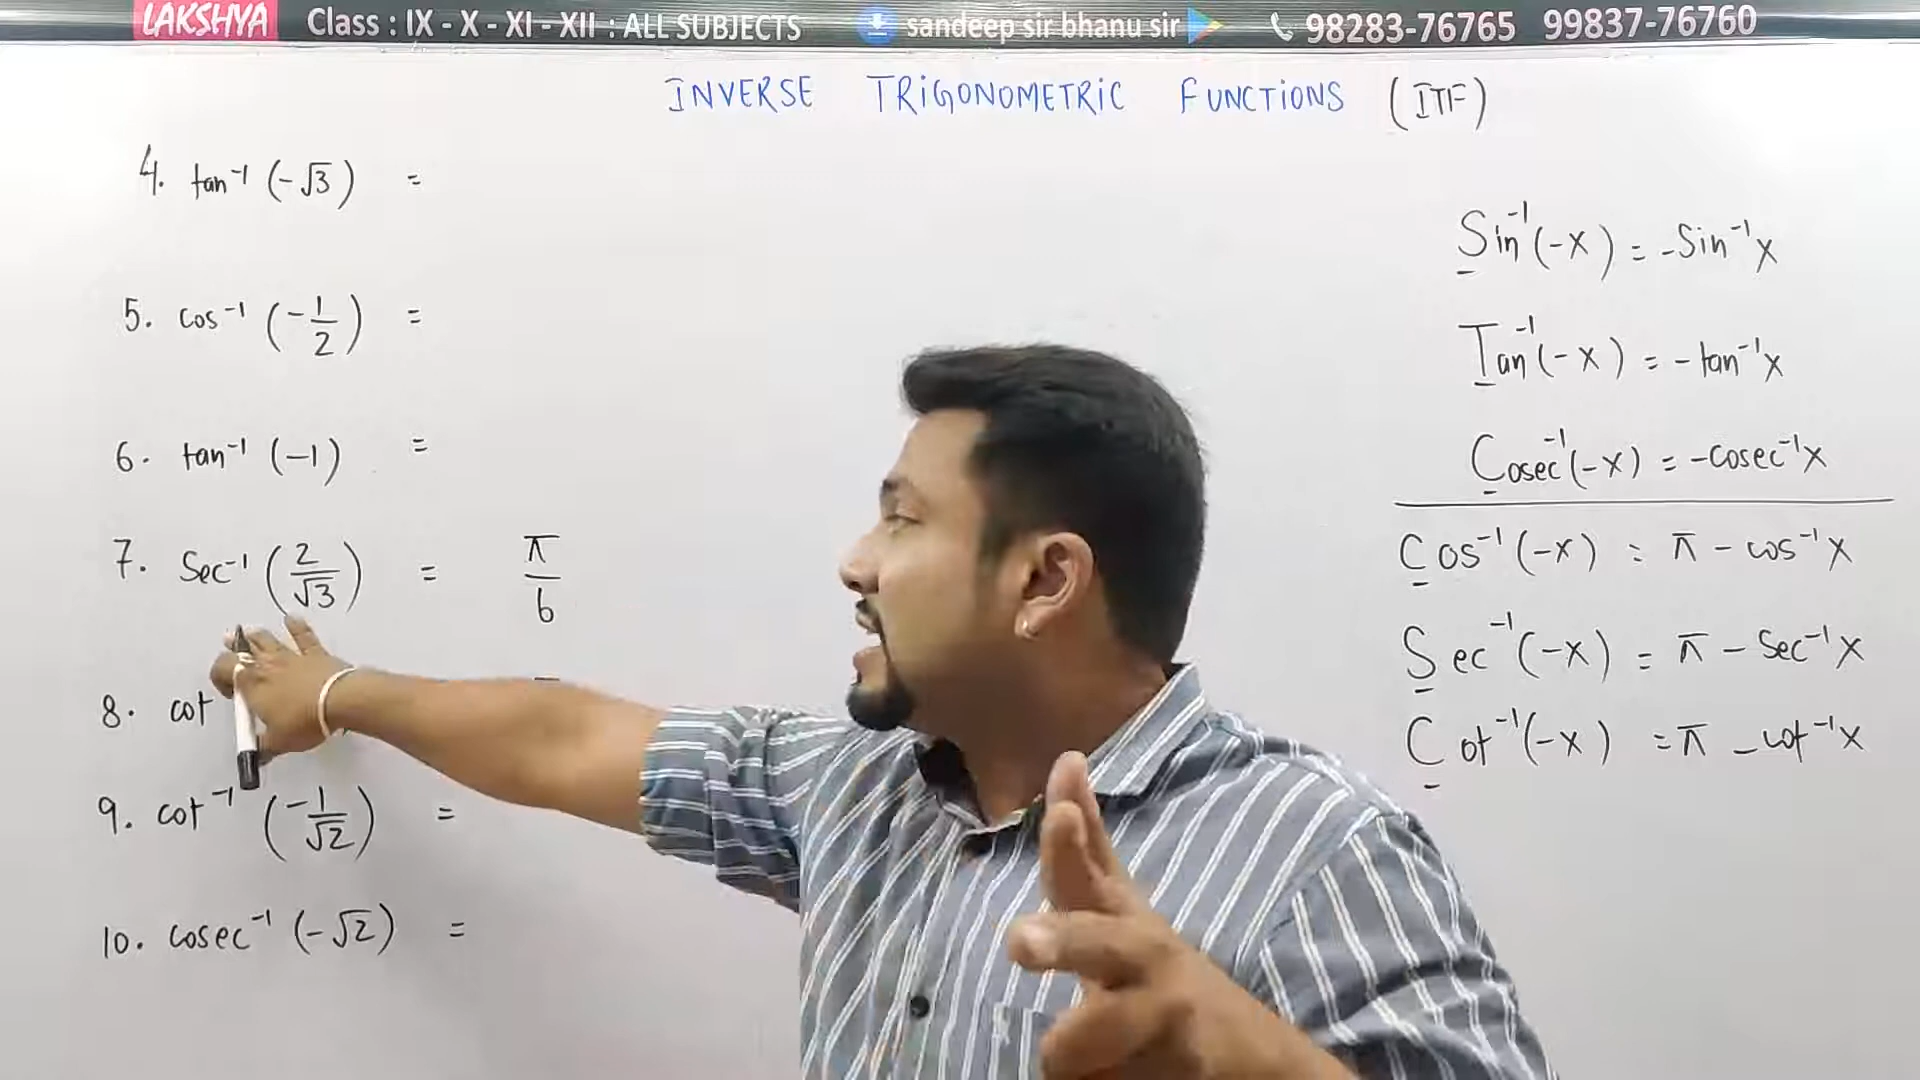 LAKSHYA Class : IX - X - XI - XII : ALL SUBJECTS sandeep sir bhanu sir 98283-76765 99837-76760
INVERSE TRIGONOMETRIC FUNCTIONS (ITF)
4. tan⁻¹ (-√3) =
5. cos⁻¹ (-1/2) =
6. tan⁻¹ (-1) =
7. Sec⁻¹ (2/√3) = π/6
8. cot
9. cot⁻¹ (-1/√2) =
10. cosec⁻¹ (-√2) =
Sin⁻¹(-x) = -Sin⁻¹x
Tan⁻¹(-x) = -tan⁻¹x
Cosec⁻¹(-x) = -cosec⁻¹x
Cos⁻¹(-x) = π - cos⁻¹x
Sec⁻¹(-x) = π - Sec⁻¹x
Cot⁻¹(-x) = π - cot⁻¹x